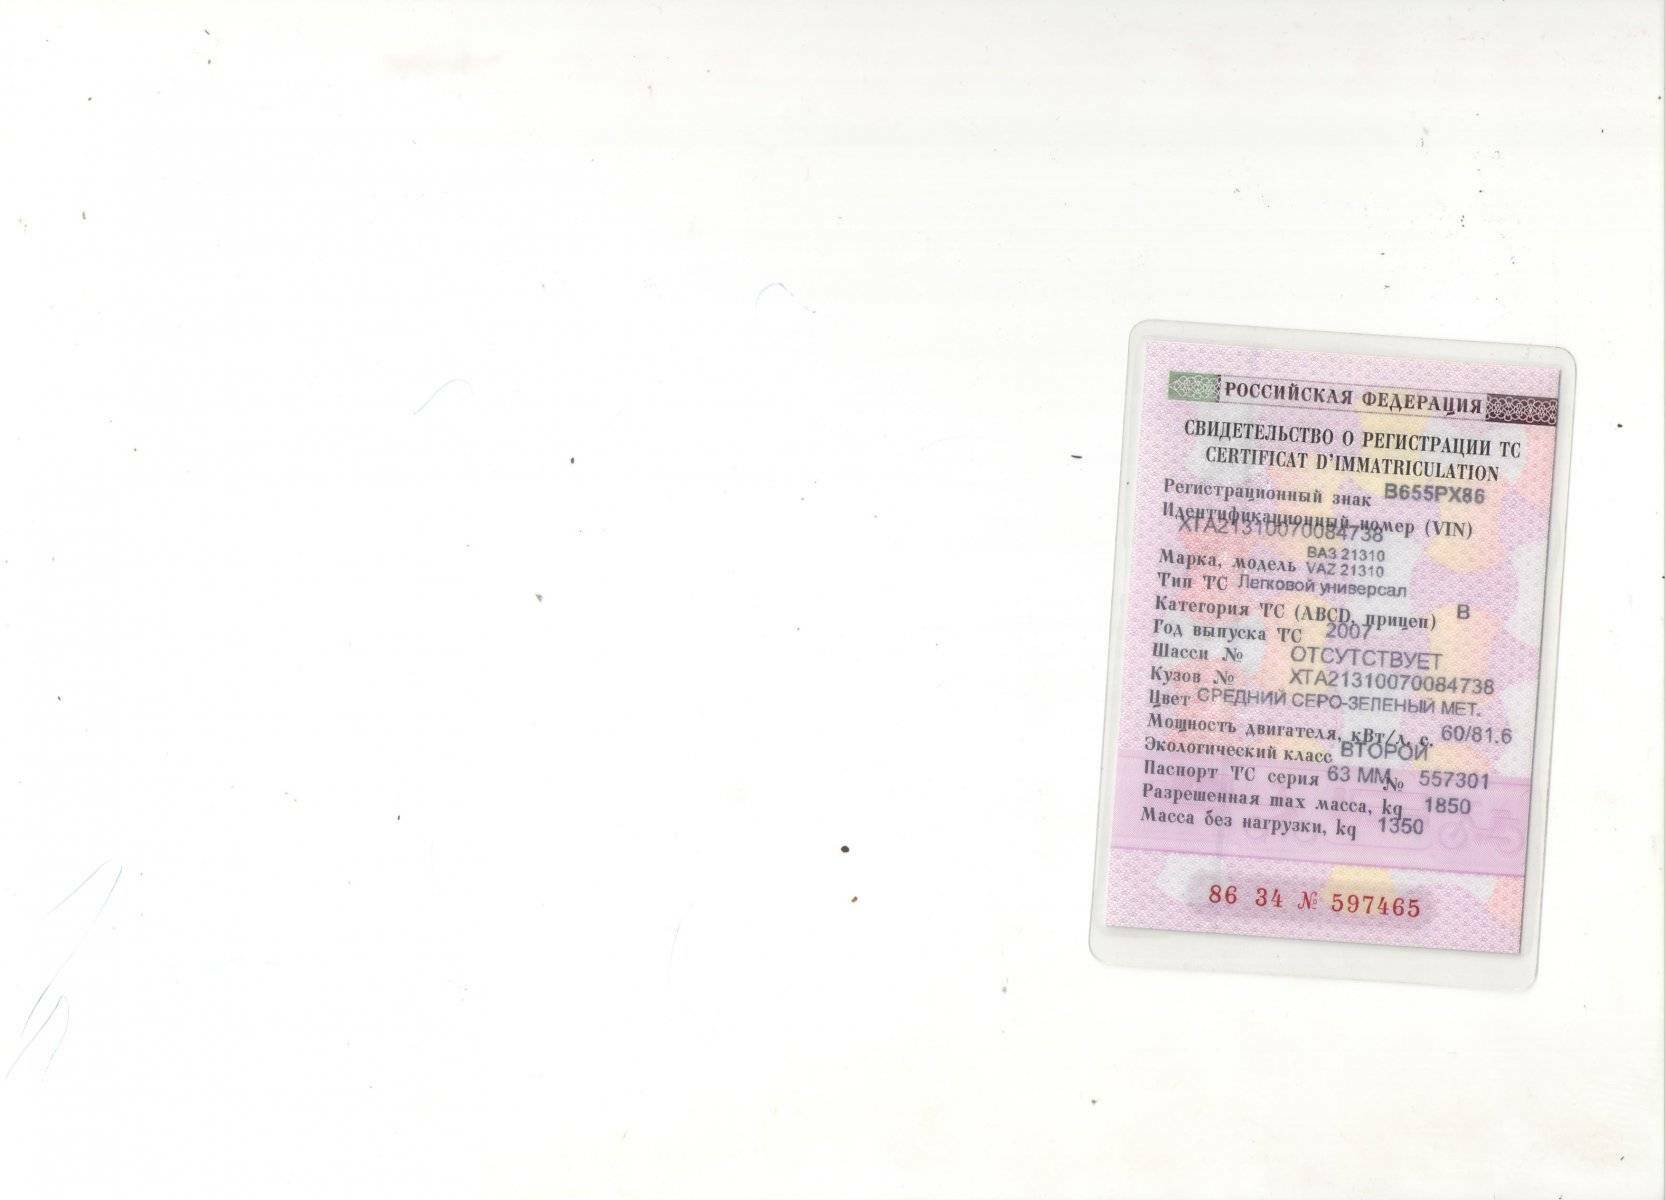 РОССИЙСКАЯ ФЕДЕРАЦИЯ
СВИДЕТЕЛЬСТВО О РЕГИСТРАЦИИ ТС
CERTIFICAT D'IMMATRICULATION
Регистрационный знак В655РХ86
Идентификационный номер (VIN)
ХТА21310070084738
ВАЗ 21310
Марка, модель VAZ 21310
Тип ТС Легковой универсал
Категория ТС (ABCD, прицеп) В
Год выпуска ТС 2007
Шасси № ОТСУТСТВУЕТ
Кузов № ХТА21310070084738
Цвет СРЕДНИЙ СЕРО-ЗЕЛЕНЫЙ МЕТ.
Мощность двигателя, кВт/л. с. 60/81.6
Экологический класс ВТОРОЙ
Паспорт ТС серия 63 ММ № 557301
Разрешенная max масса, kg 1850
Масса без нагрузки, kg 1350
86 34 № 597465